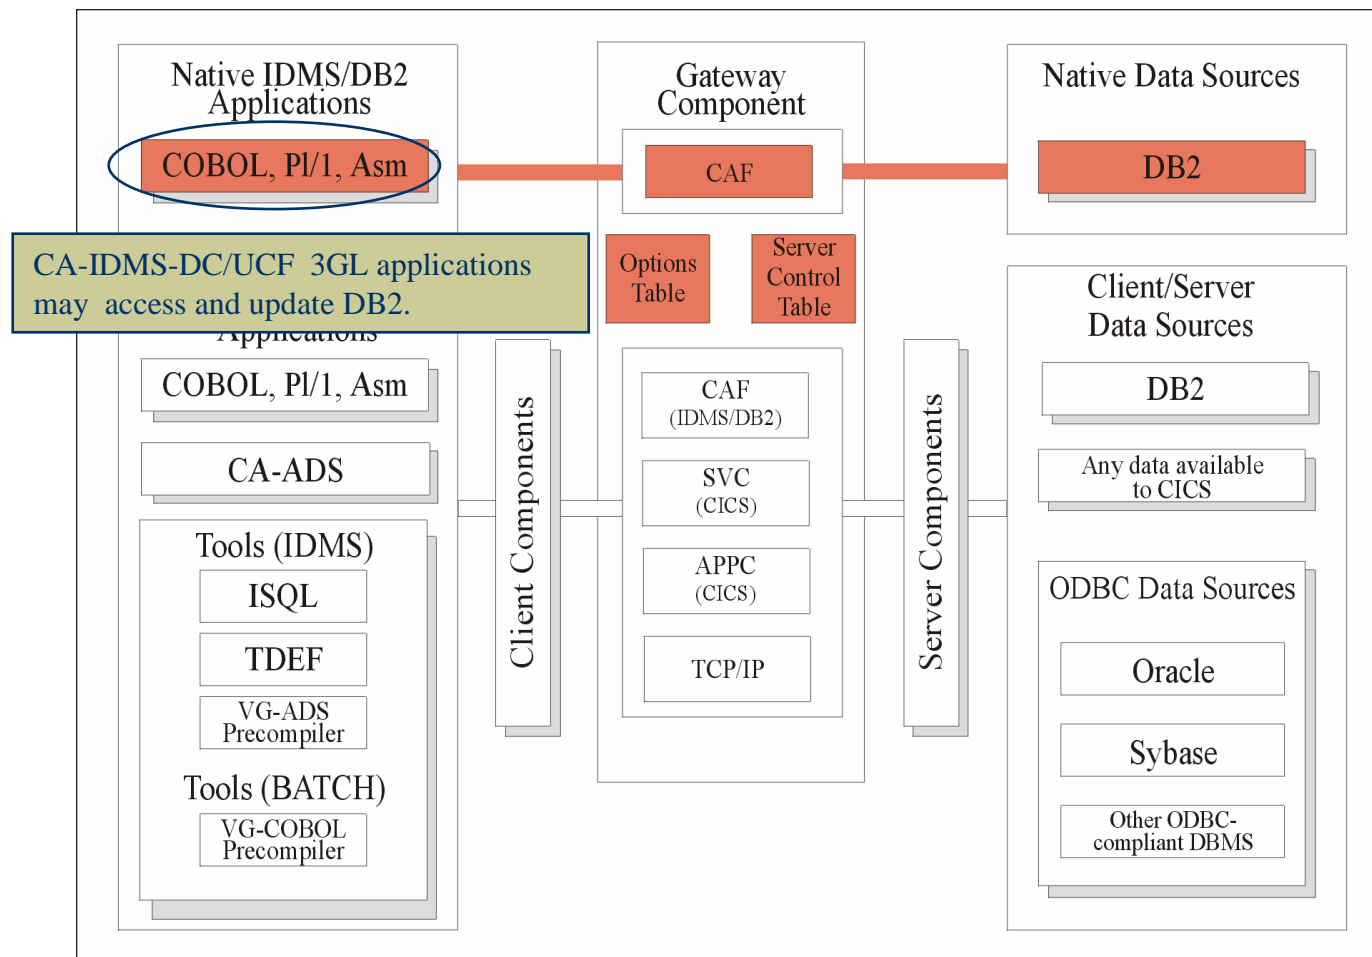 Native IDMS/DB2
Applications
COBOL, Pl/1, Asm
CA-IDMS-DC/UCF 3GL applications
may access and update DB2.
Applications
COBOL, Pl/1, Asm
CA-ADS
Tools (IDMS)
ISQL
TDEF
VG-ADS
Precompiler
Tools (BATCH)
VG-COBOL
Precompiler
Client Components
Gateway
Component
CAF
Options
Table
Server
Control
Table
CAF
(IDMS/DB2)
SVC
(CICS)
APPC
(CICS)
TCP/IP
Server Components
Native Data Sources
DB2
Client/Server
Data Sources
DB2
Any data available
to CICS
ODBC Data Sources
Oracle
Sybase
Other ODBC-
compliant DBMS